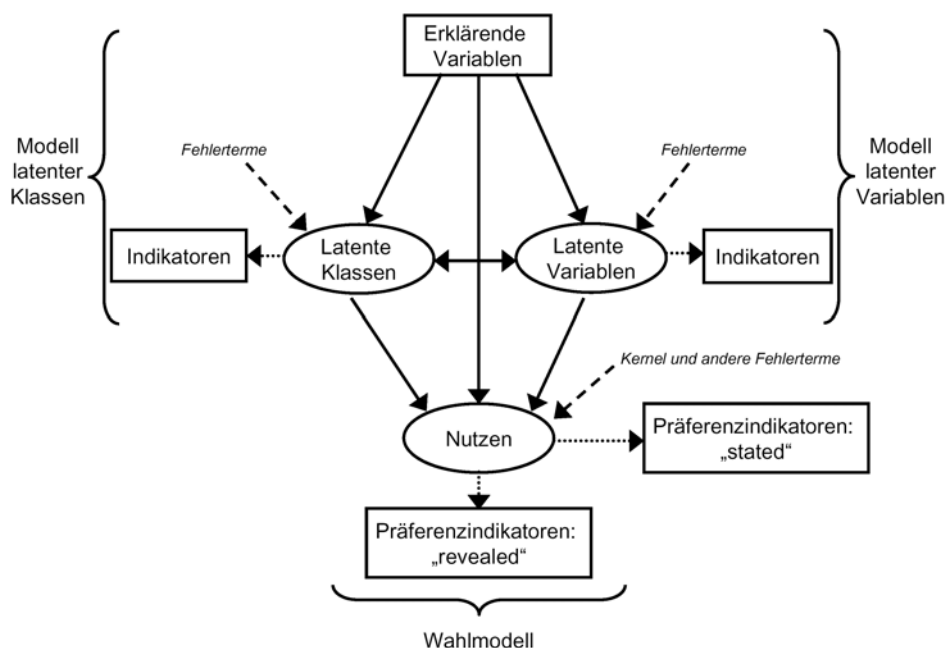 Erklärende
Variablen
Modell
latenter
Klassen
Fehlerterme
Fehlerterme
Modell
latenter
Variablen
Indikatoren
Latente
Klassen
Latente
Variablen
Indikatoren
Kernel und andere Fehlerterme
Nutzen
Präferenzindikatoren:
„stated“
Präferenzindikatoren:
„revealed“
Wahlmodell